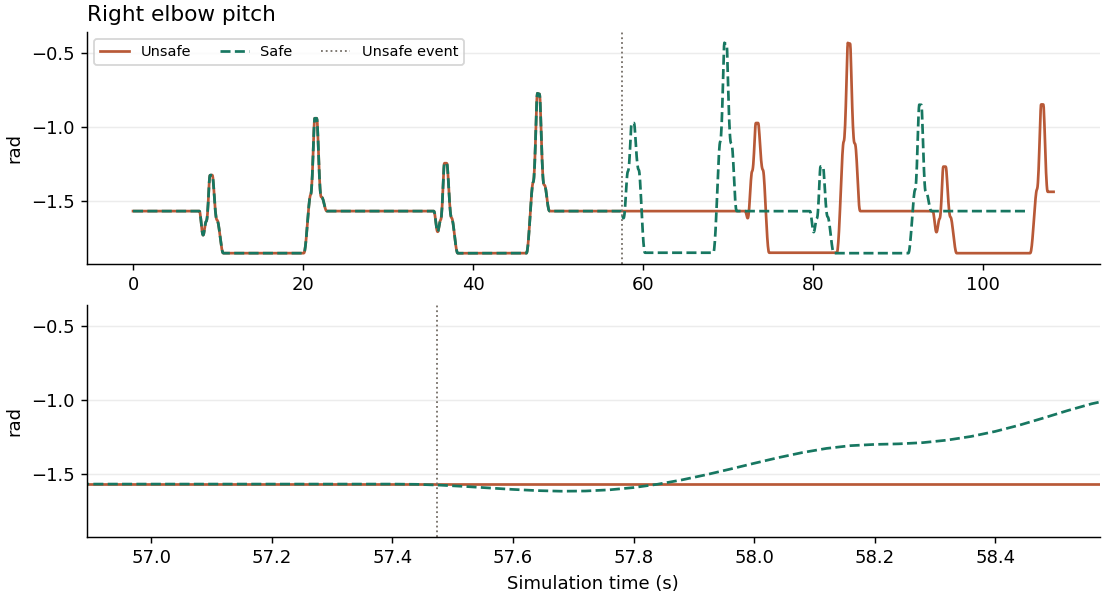 Right elbow pitch
Unsafe Safe Unsafe event
−0.5
−1.0
−1.5
rad
0 20 40 60 80 100
−0.5
−1.0
−1.5
rad
57.0 57.2 57.4 57.6 57.8 58.0 58.2 58.4
Simulation time (s)